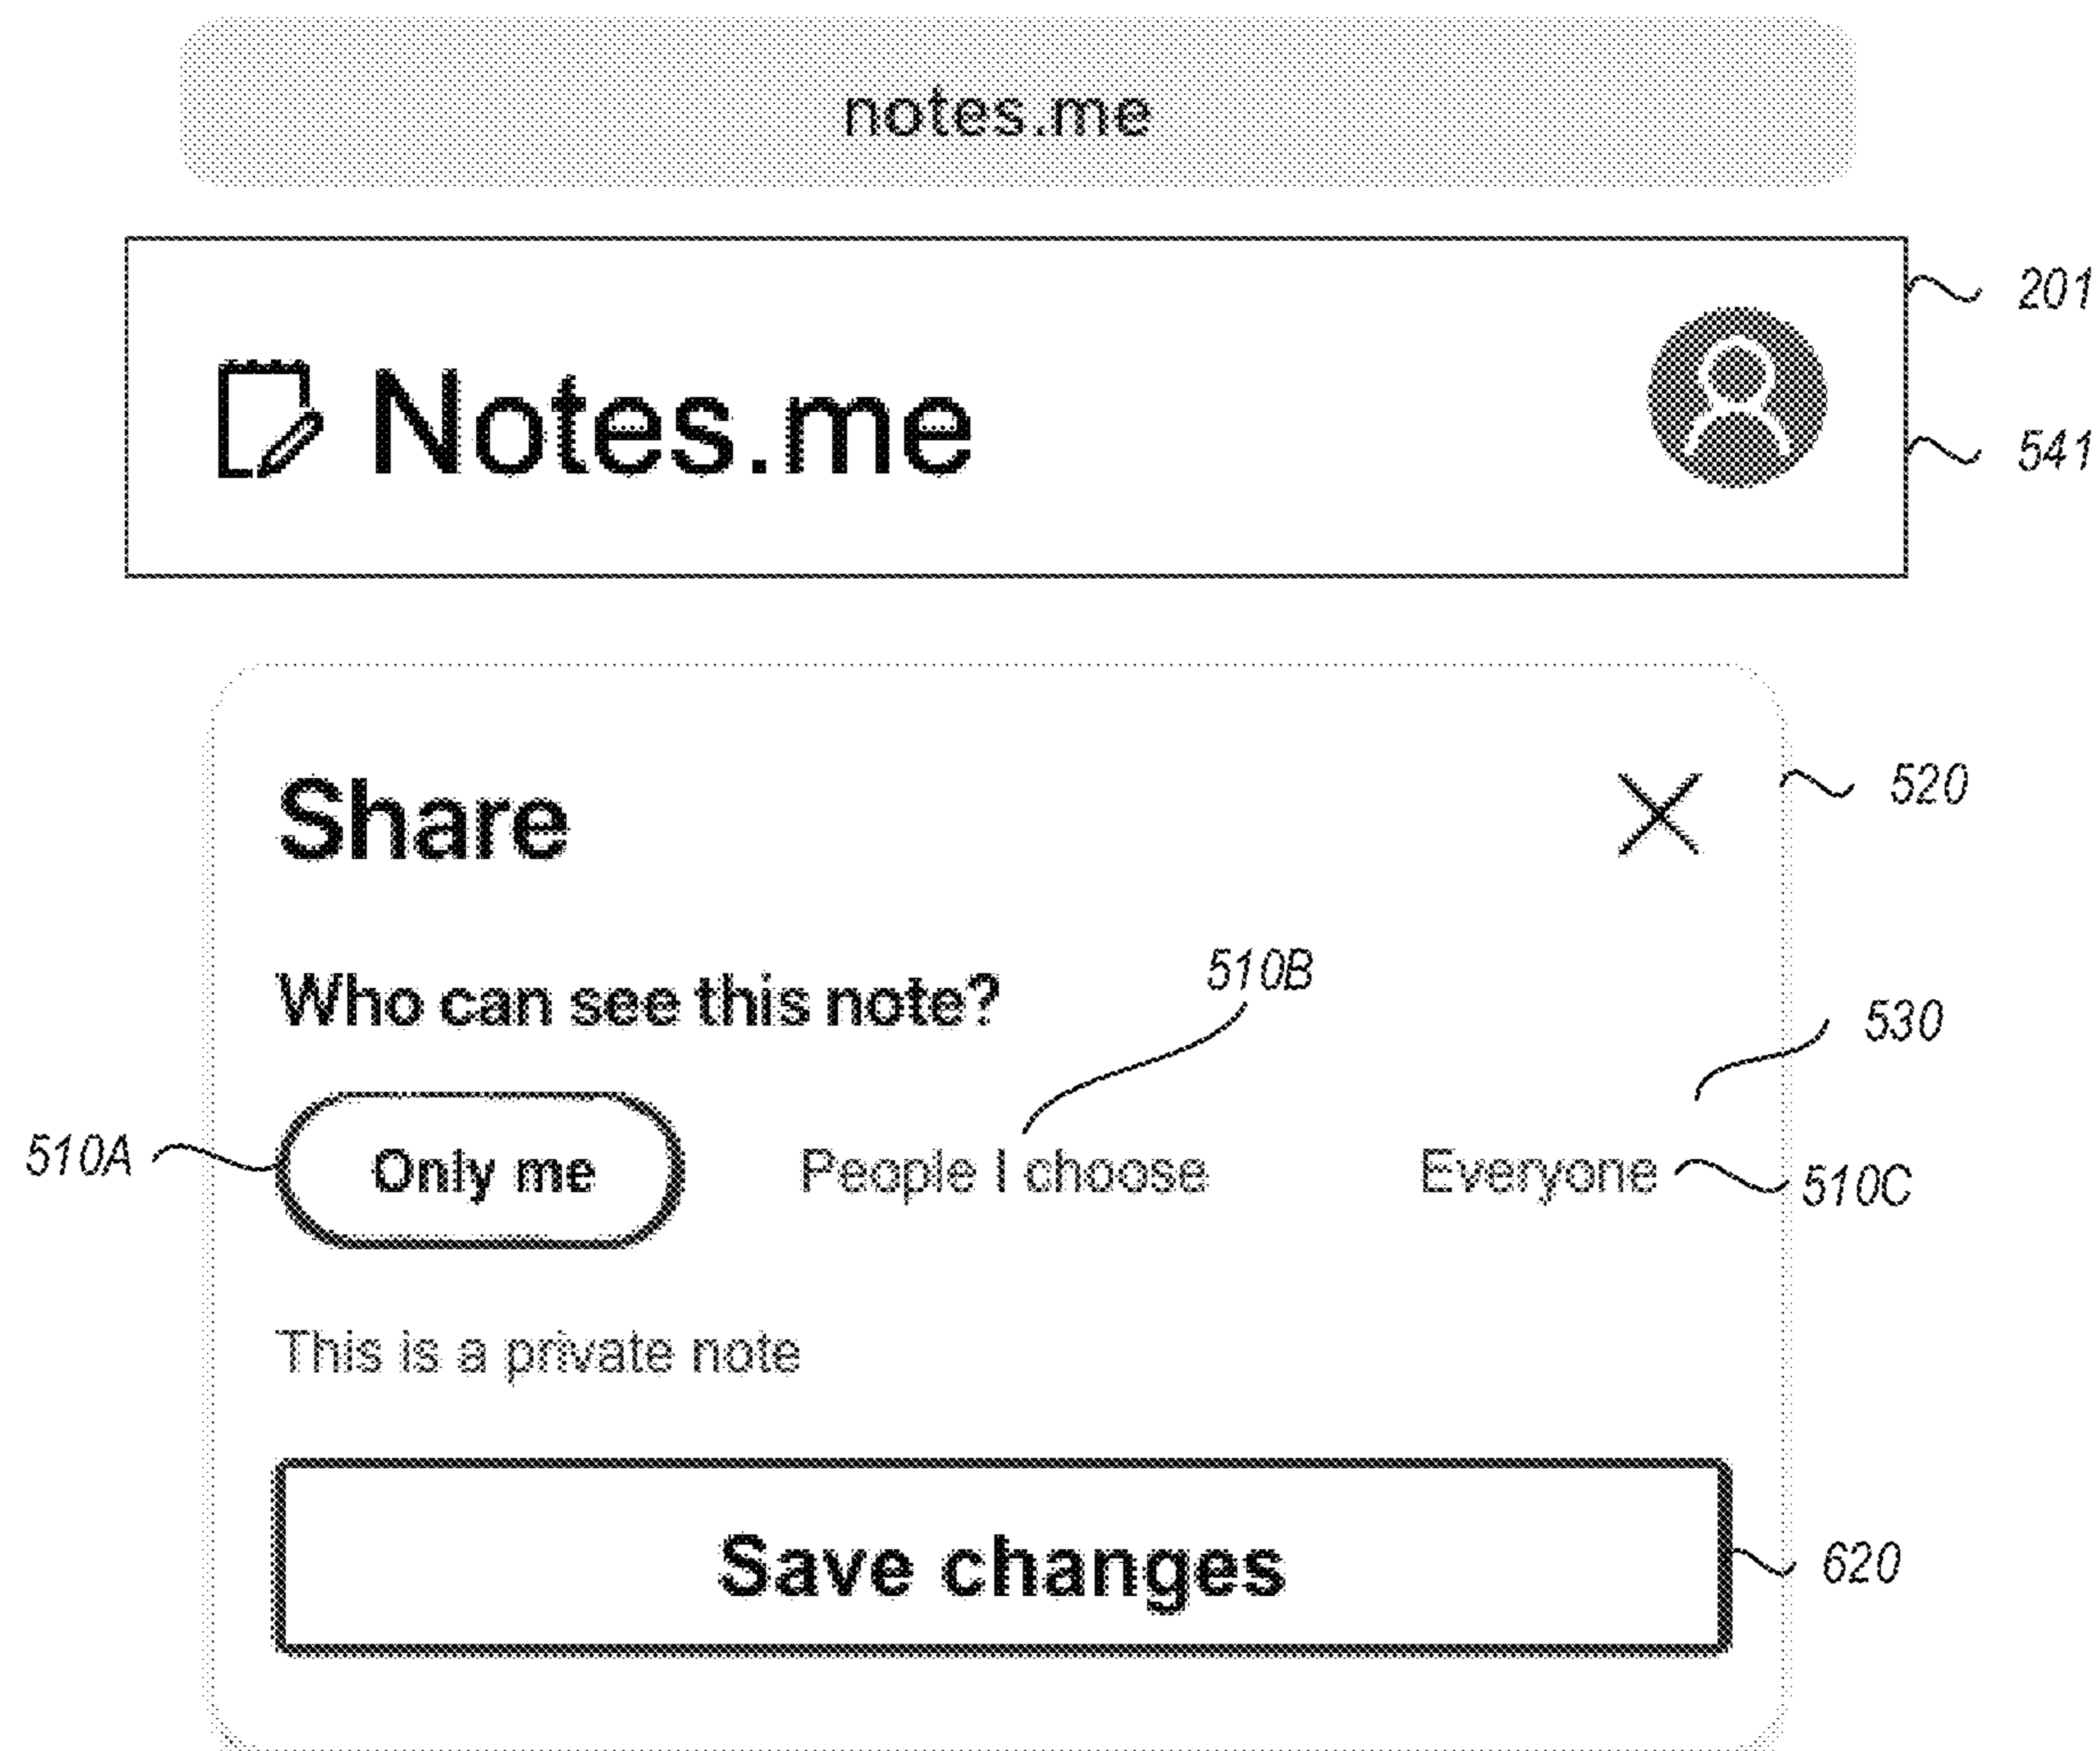 notes.me
201
Notes.me
541
Share
520
Who can see this note?
510B
530
510A
Only me People I choose Everyone
510C
This is a private note
Save changes
620